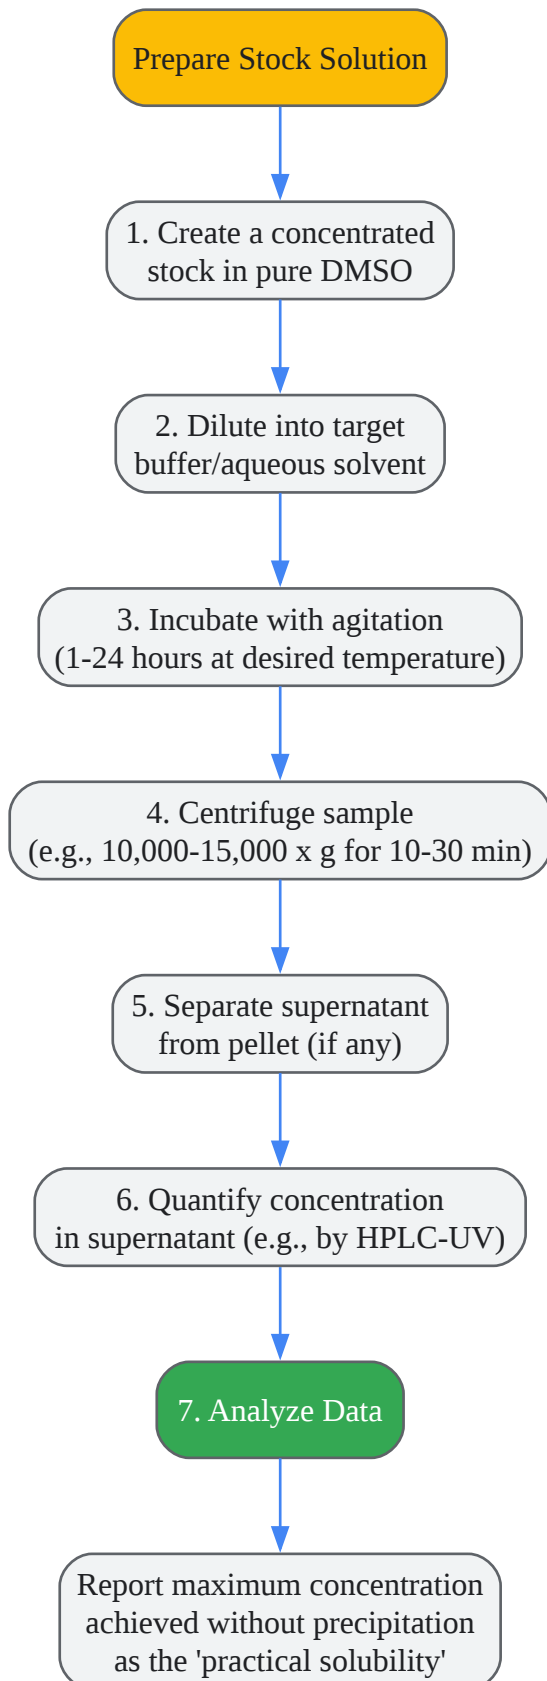 Prepare Stock Solution
1. Create a concentrated
stock in pure DMSO
2. Dilute into target
buffer/aqueous solvent
3. Incubate with agitation
(1-24 hours at desired temperature)
4. Centrifuge sample
(e.g., 10,000-15,000 x g for 10-30 min)
5. Separate supernatant
from pellet (if any)
6. Quantify concentration
in supernatant (e.g., by HPLC-UV)
7. Analyze Data
Report maximum concentration
achieved without precipitation
as the 'practical solubility'